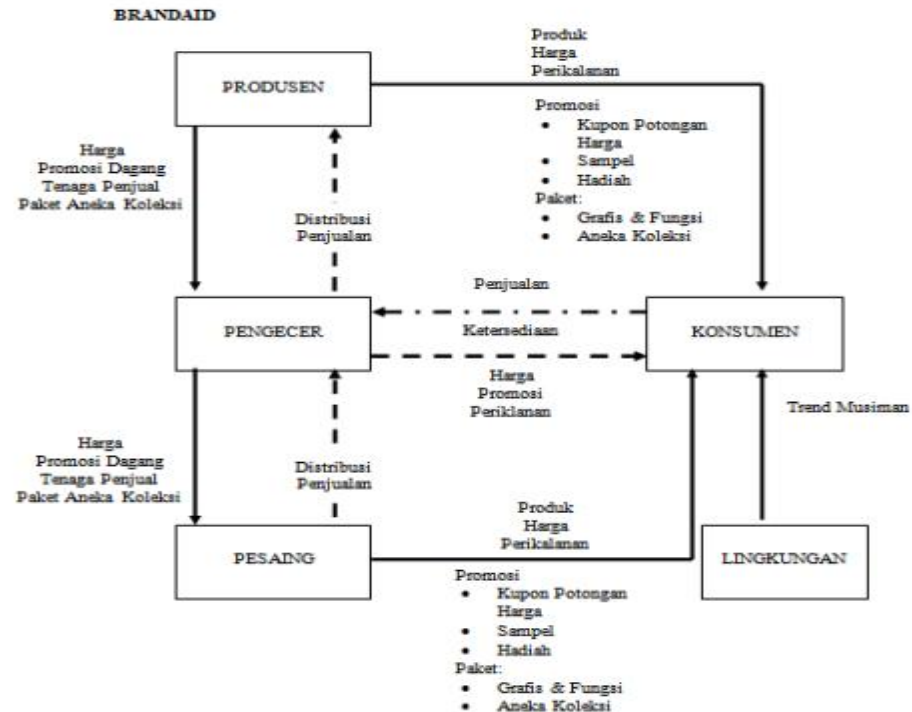 BRANDAID
PRODUSEN
Produk
Harga
Perikalanan
Promosi
• Kupon Potongan
Harga
• Sampel
• Hadiah
Paket:
• Grafis & Fungsi
• Aneka Koleksi
Harga
Promosi Dagang
Tenaga Penjual
Paket Aneka Koleksi
Distribusi
Penjualan
Penjualan
PENGECER
Ketersediaan
KONSUMEN
Harga
Promosi
Periklanan
Trend Musiman
Harga
Promosi Dagang
Tenaga Penjual
Paket Aneka Koleksi
Distribusi
Penjualan
Produk
Harga
Perikalanan
PESAING
LINGKUNGAN
Promosi
• Kupon Potongan
Harga
• Sampel
• Hadiah
Paket:
• Grafis & Fungsi
• Aneka Koleksi